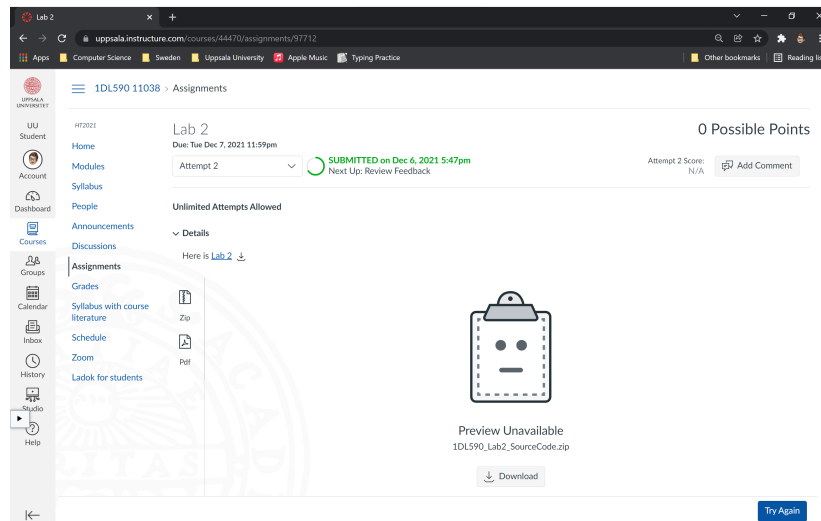 Lab 2
uppsala.instructure.com/courses/44470/assignments/97712
Apps Computer Science Sweden Uppsala University Apple Music Typing Practice Other bookmarks Reading lis
UPPSALA
UNIVERSITET
UU
Student
Account
Dashboard
Courses
Groups
Calendar
Inbox
History
Studio
Help
1DL590 11038 > Assignments
HT2021
Home
Modules
Syllabus
People
Announcements
Discussions
Assignments
Grades
Syllabus with course
literature
Schedule
Zoom
Ladok for students
Lab 2
0 Possible Points
Due: Tue Dec 7, 2021 11:59pm
Attempt 2
SUBMITTED on Dec 6, 2021 5:47pm
Next Up: Review Feedback
Attempt 2 Score:
N/A
Add Comment
Unlimited Attempts Allowed
Details
Here is Lab 2
Zip
Pdf
Preview Unavailable
1DL590_Lab2_SourceCode.zip
Download
Try Again